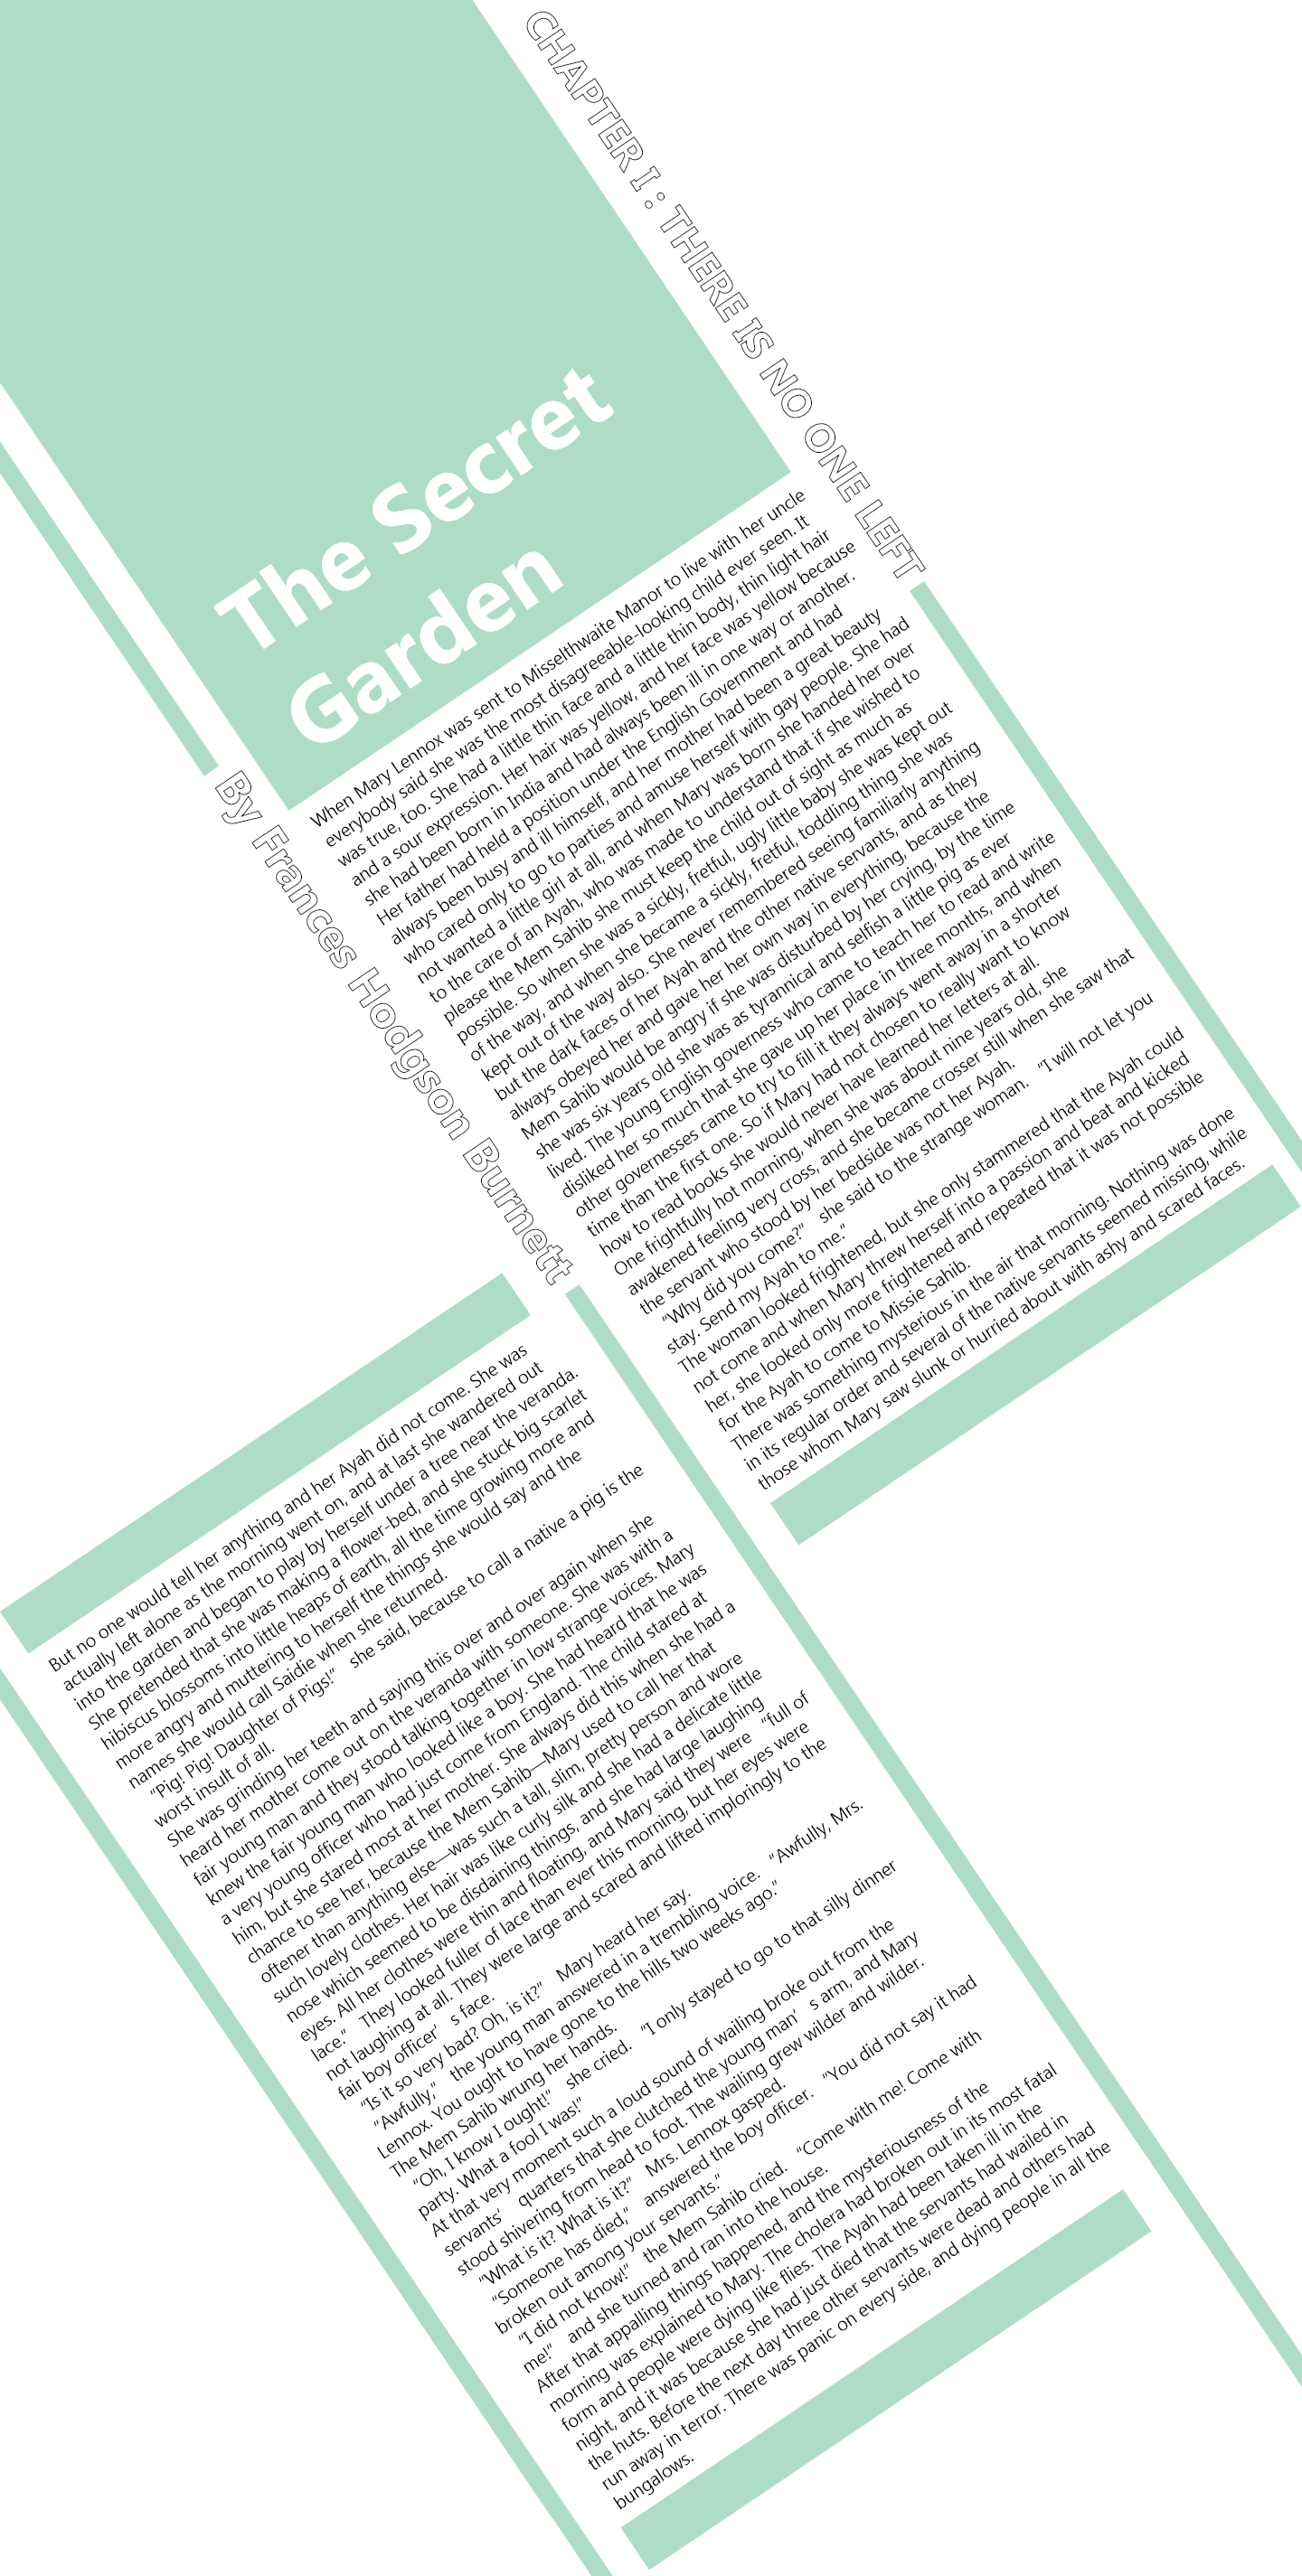 The Secret
Garden
CHAPTER I : THERE IS NO ONE LEFT
By Frances Hodgson Burnett
When Mary Lennox was sent to Misselthwaite Manor to live with her uncle
everybody said she was the most disagreeable-looking child ever seen. It
was true, too. She had a little thin face and a little thin body, thin light hair
and a sour expression. Her hair was yellow, and her face was yellow because
she had been born in India and had always been ill in one way or another.
Her father had held a position under the English Government and had
always been busy and ill himself, and her mother had been a great beauty
who cared only to go to parties and amuse herself with gay people. She had
not wanted a little girl at all, and when Mary was born she handed her over
to the care of an Ayah, who was made to understand that if she wished to
please the Mem Sahib she must keep the child out of sight as much as
possible. So when she was a sickly, fretful, ugly little baby she was kept out
of the way, and when she became a sickly, fretful, toddling thing she was
kept out of the way also. She never remembered seeing familiarly anything
but the dark faces of her Ayah and the other native servants, and as they
always obeyed her and gave her her own way in everything, because the
Mem Sahib would be angry if she was disturbed by her crying, by the time
she was six years old she was as tyrannical and selfish a little pig as ever
lived. The young English governess who came to teach her to read and write
disliked her so much that she gave up her place in three months, and when
other governesses came to try to fill it they always went away in a shorter
time than the first one. So if Mary had not chosen to really want to know
how to read books she would never have learned her letters at all.
One frightfully hot morning, when she was about nine years old, she
awakened feeling very cross, and she became crosser still when she saw that
the servant who stood by her bedside was not her Ayah.
“Why did you come?” she said to the strange woman. “I will not let you
stay. Send my Ayah to me.”
The woman looked frightened, but she only stammered that the Ayah could
not come and when Mary threw herself into a passion and beat and kicked
her, she looked only more frightened and repeated that it was not possible
for the Ayah to come to Missie Sahib.
There was something mysterious in the air that morning. Nothing was done
in its regular order and several of the native servants seemed missing, while
those whom Mary saw slunk or hurried about with ashy and scared faces.
But no one would tell her anything and her Ayah did not come. She was
actually left alone as the morning went on, and at last she wandered out
into the garden and began to play by herself under a tree near the veranda.
She pretended that she was making a flower-bed, and she stuck big scarlet
hibiscus blossoms into little heaps of earth, all the time growing more and
more angry and muttering to herself the things she would say and the
names she would call Saidie when she returned.
“Pig! Pig! Daughter of Pigs!” she said, because to call a native a pig is the
worst insult of all.
She was grinding her teeth and saying this over and over again when she
heard her mother come out on the veranda with someone. She was with a
fair young man and they stood talking together in low strange voices. Mary
knew the fair young man who looked like a boy. She had heard that he was
a very young officer who had just come from England. The child stared at
him, but she stared most at her mother. She always did this when she had a
chance to see her, because the Mem Sahib—Mary used to call her that
oftener than anything else—was such a tall, slim, pretty person and wore
such lovely clothes. Her hair was like curly silk and she had a delicate little
nose which seemed to be disdaining things, and she had large laughing
eyes. All her clothes were thin and floating, and Mary said they were “full of
lace.” They looked fuller of lace than ever this morning, but her eyes were
not laughing at all. They were large and scared and lifted imploringly to the
fair boy officer’s face.
“Is it so very bad? Oh, is it?” Mary heard her say.
“Awfully,” the young man answered in a trembling voice. “Awfully, Mrs.
Lennox. You ought to have gone to the hills two weeks ago.”
The Mem Sahib wrung her hands.
“Oh, I know I ought!” she cried. “I only stayed to go to that silly dinner
party. What a fool I was!”
At that very moment such a loud sound of wailing broke out from the
servants’ quarters that she clutched the young man’s arm, and Mary
stood shivering from head to foot. The wailing grew wilder and wilder.
“What is it? What is it?” Mrs. Lennox gasped.
“Someone has died,” answered the boy officer. “You did not say it had
broken out among your servants.”
“I did not know!” the Mem Sahib cried. “Come with me! Come with
me!” and she turned and ran into the house.
After that appalling things happened, and the mysteriousness of the
morning was explained to Mary. The cholera had broken out in its most fatal
form and people were dying like flies. The Ayah had been taken ill in the
night, and it was because she had just died that the servants had wailed in
the huts. Before the next day three other servants were dead and others had
run away in terror. There was panic on every side, and dying people in all the
bungalows.